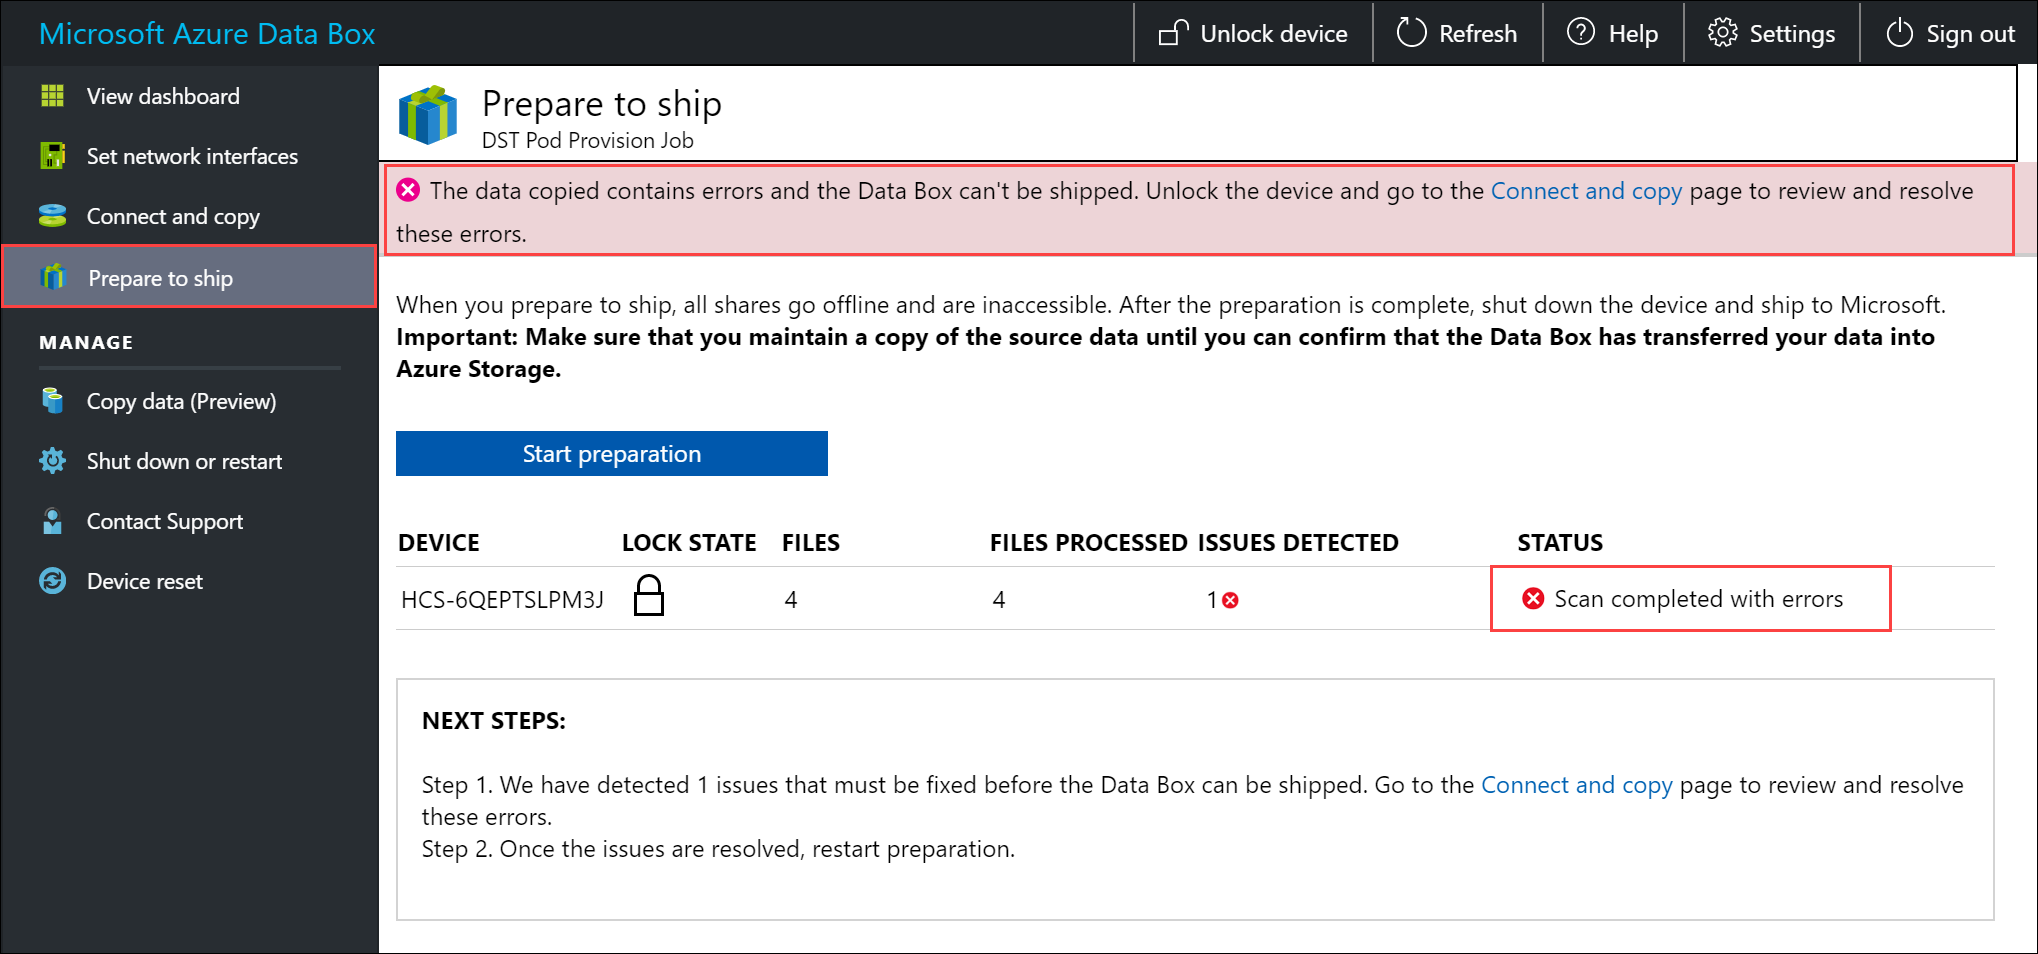 Microsoft Azure Data Box
Unlock device
Refresh
Help
Settings
Sign out
View dashboard
Set network interfaces
Connect and copy
Prepare to ship
MANAGE
Copy data (Preview)
Shut down or restart
Contact Support
Device reset
Prepare to ship
DST Pod Provision Job
The data copied contains errors and the Data Box can't be shipped. Unlock the device and go to the Connect and copy page to review and resolve
these errors.
When you prepare to ship, all shares go offline and are inaccessible. After the preparation is complete, shut down the device and ship to Microsoft.
Important: Make sure that you maintain a copy of the source data until you can confirm that the Data Box has transferred your data into
Azure Storage.
Start preparation
DEVICE LOCK STATE FILES FILES PROCESSED ISSUES DETECTED STATUS
HCS-6QEPTSLPM3J 4 4 1 Scan completed with errors
NEXT STEPS:
Step 1. We have detected 1 issues that must be fixed before the Data Box can be shipped. Go to the Connect and copy page to review and resolve
these errors.
Step 2. Once the issues are resolved, restart preparation.